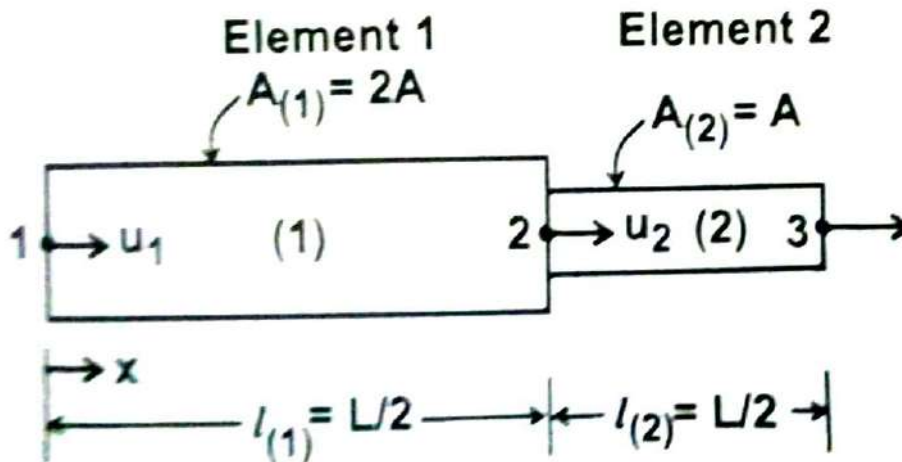 Element 1
A(1) = 2A
Element 2
A(2) = A
1
u1
(1)
2
u2
(2)
3
x
l(1) = L/2
l(2) = L/2